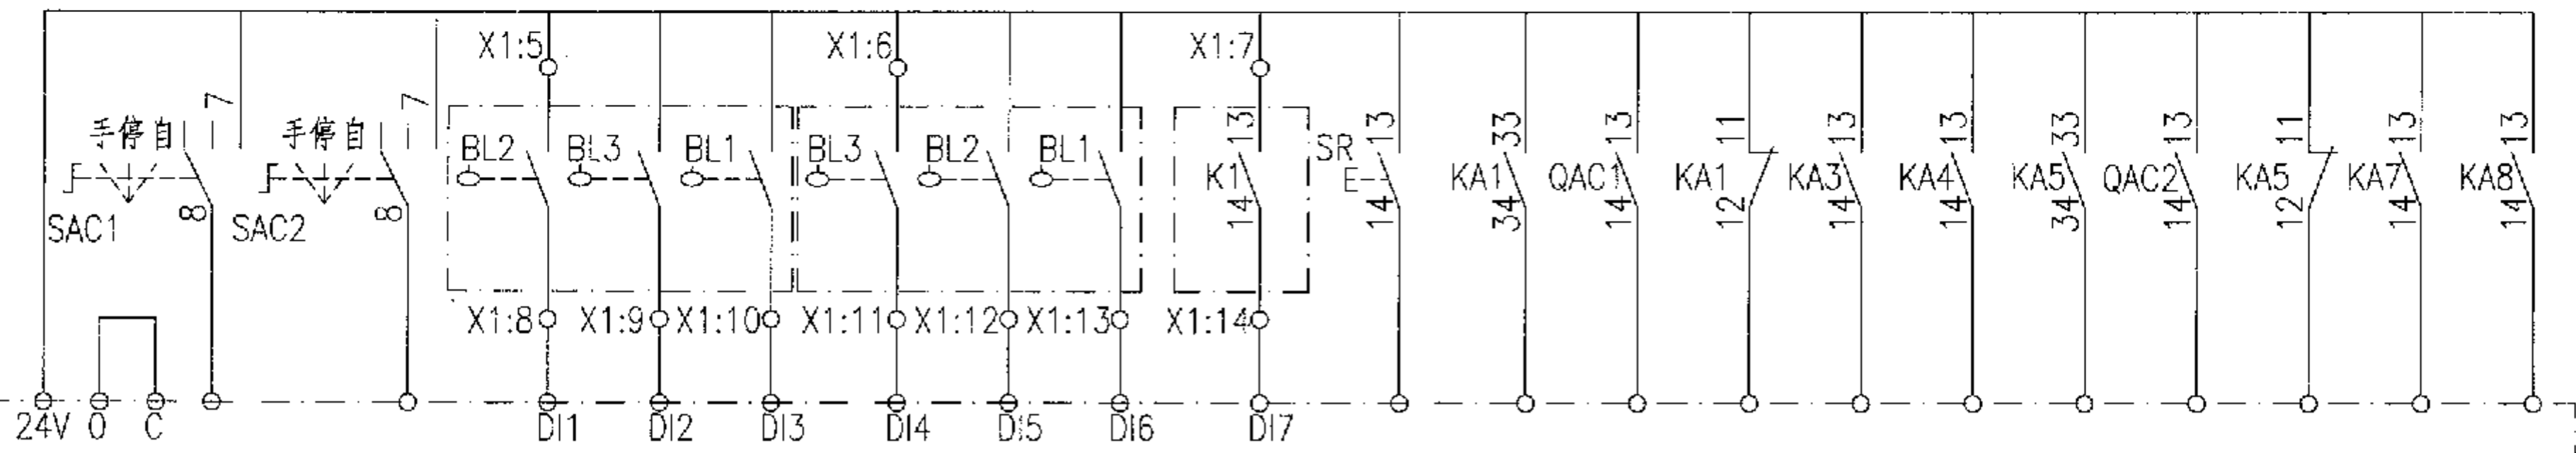 X1:5 X1:6 X1:7
7 7
手停自 手停自 13 13 33 13 11 13 13 33 13 11 13 13
BL2 BL3 BL1 BL3 BL2 BL1 SR
K1 E KA1 QAC1 KA1 KA3 KA4 KA5 QAC2 KA5 KA7 KA8
8 8 14 14 34 14 12 14 14 34 14 12 14 14
SAC1 SAC2
X1:8 X1:9 X1:10 X1:11 X1:12 X1:13 X1:14
24V 0 C DI1 DI2 DI3 DI4 DI5 DI6 DI7